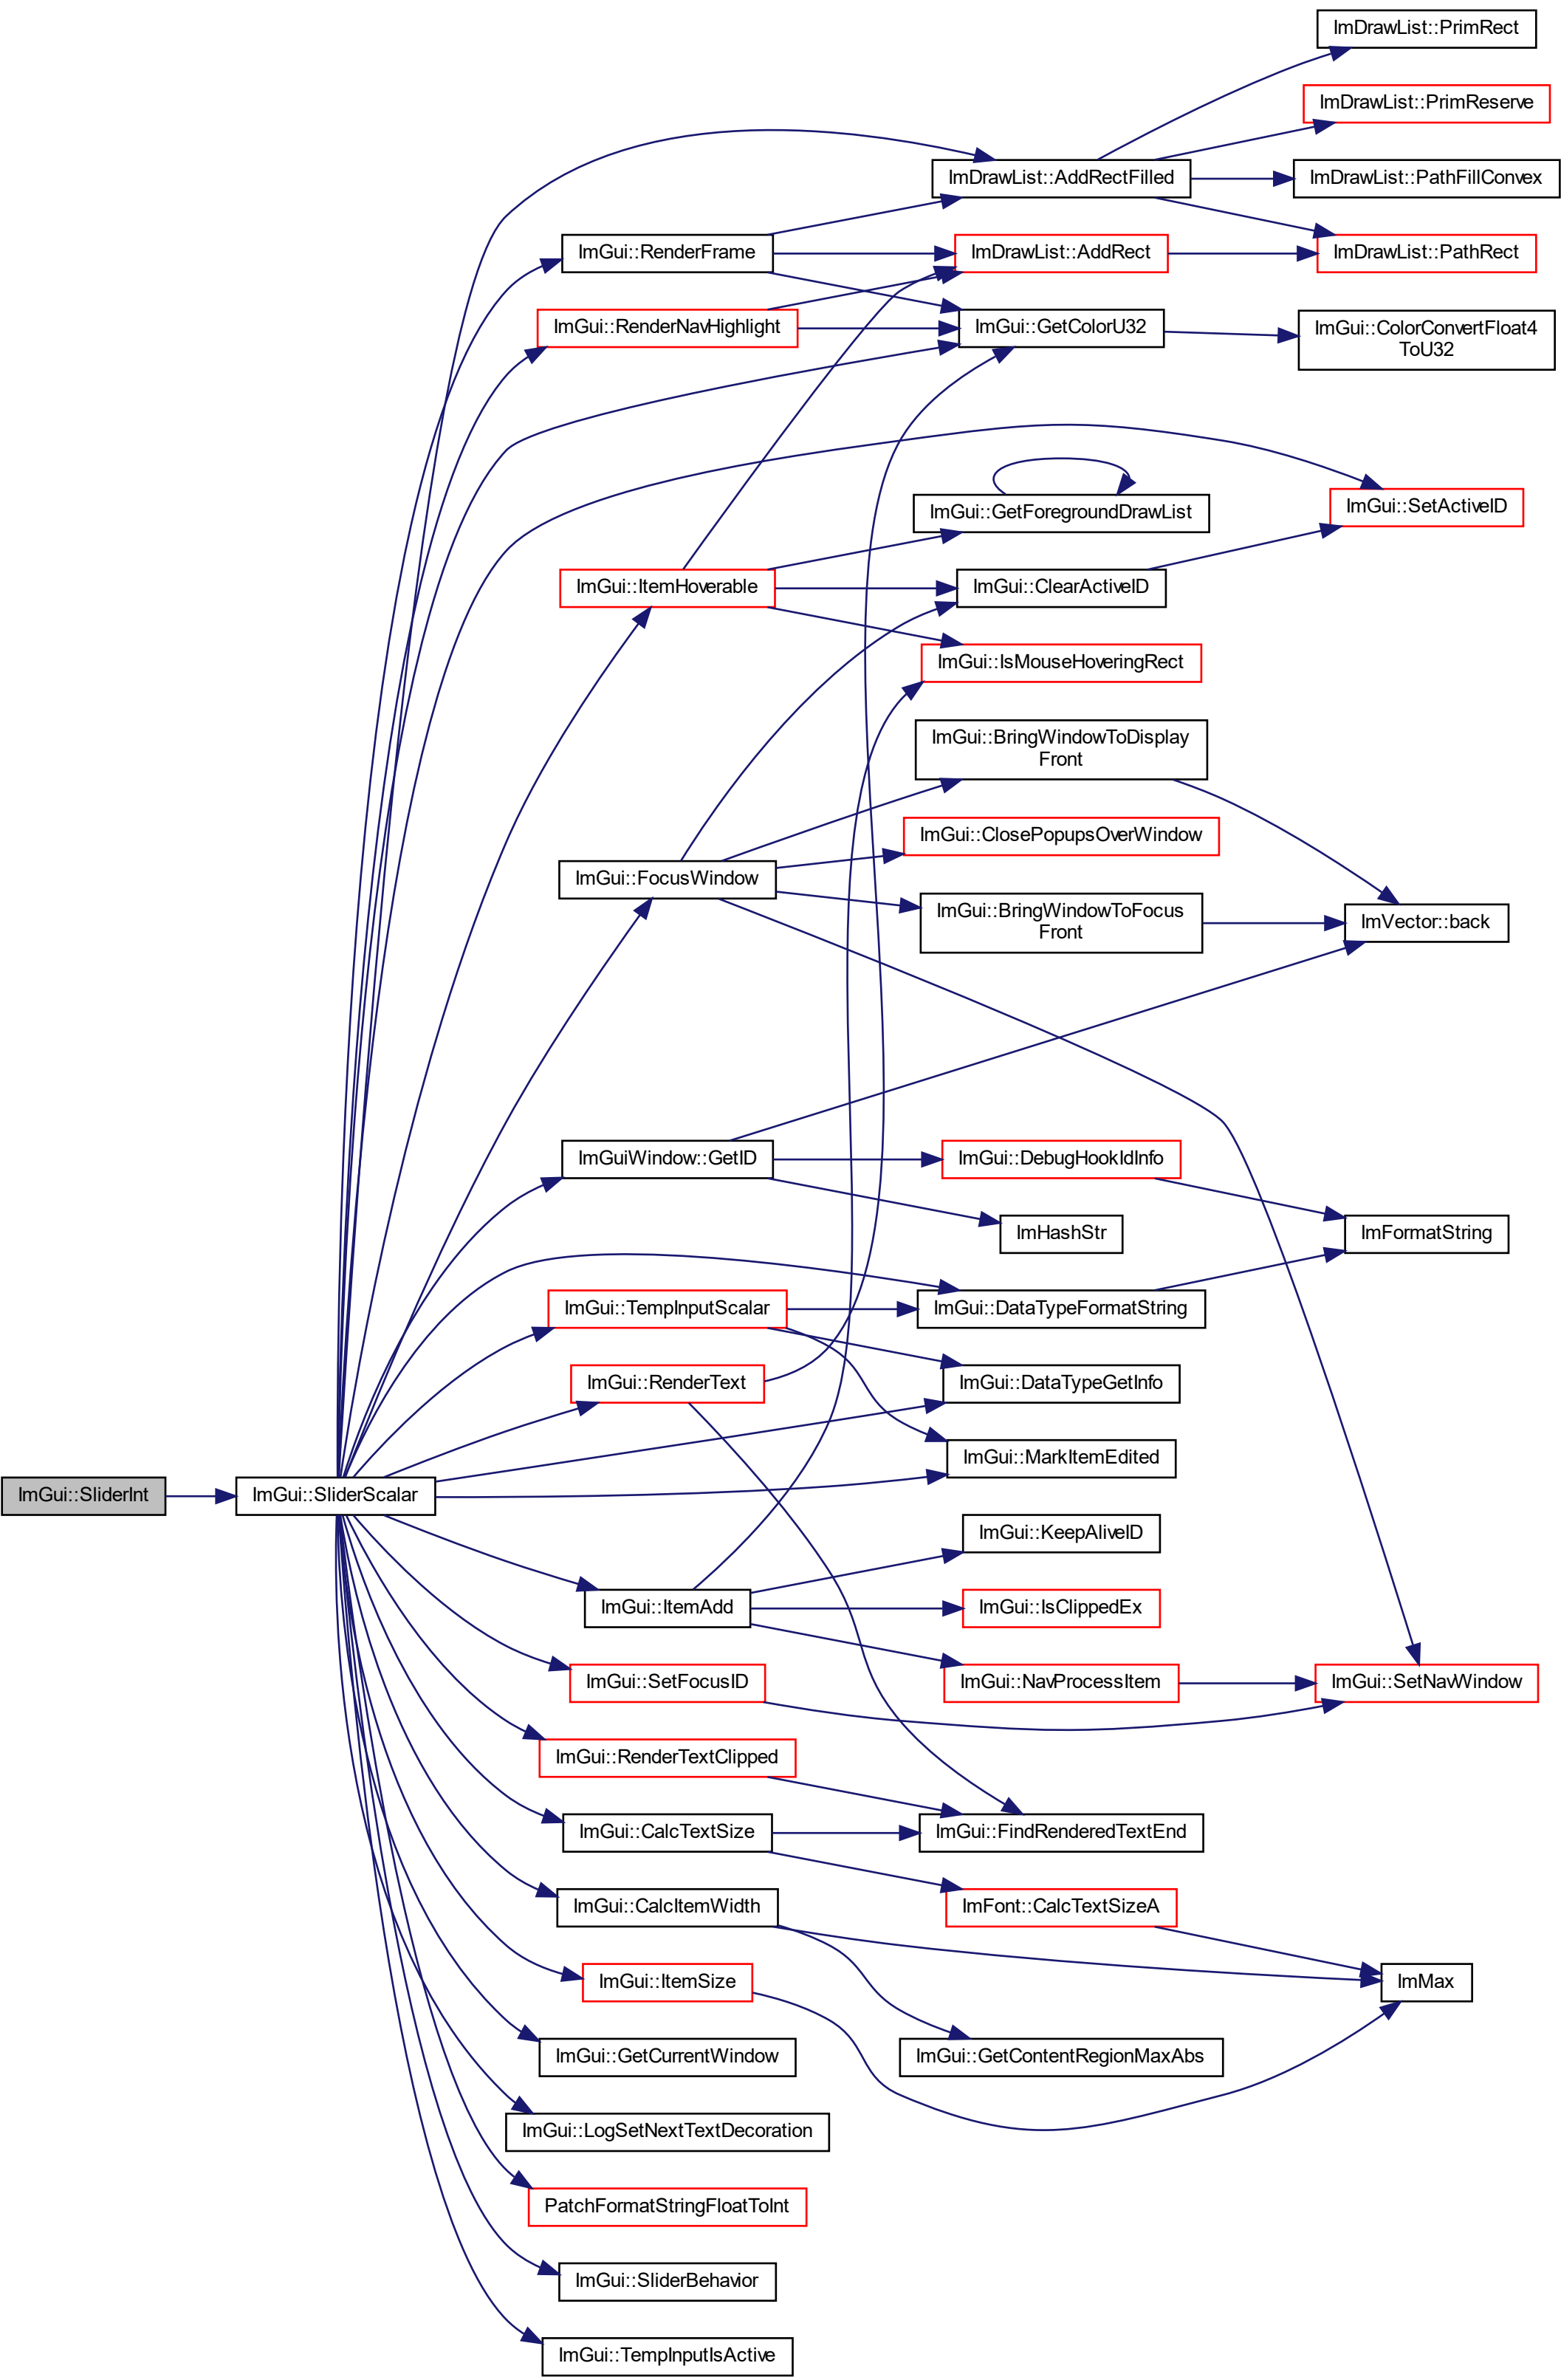 ImDrawList::PrimRect
ImDrawList::PrimReserve
ImDrawList::AddRectFilled
ImDrawList::PathFillConvex
ImGui::RenderFrame
ImDrawList::AddRect
ImDrawList::PathRect
ImGui::RenderNavHighlight
ImGui::GetColorU32
ImGui::ColorConvertFloat4
ToU32
ImGui::GetForegroundDrawList
ImGui::SetActiveID
ImGui::ItemHoverable
ImGui::ClearActiveID
ImGui::IsMouseHoveringRect
ImGui::BringWindowToDisplay
Front
ImGui::ClosePopupsOverWindow
ImGui::FocusWindow
ImGui::BringWindowToFocus
Front
ImVector::back
ImGuiWindow::GetID
ImGui::DebugHookIdInfo
ImHashStr
ImFormatString
ImGui::TempInputScalar
ImGui::DataTypeFormatString
ImGui::RenderText
ImGui::DataTypeGetInfo
ImGui::MarkItemEdited
ImGui::SliderInt
ImGui::SliderScalar
ImGui::KeepAliveID
ImGui::ItemAdd
ImGui::IsClippedEx
ImGui::SetFocusID
ImGui::NavProcessItem
ImGui::SetNavWindow
ImGui::RenderTextClipped
ImGui::CalcTextSize
ImGui::FindRenderedTextEnd
ImGui::CalcItemWidth
ImFont::CalcTextSizeA
ImGui::ItemSize
ImMax
ImGui::GetCurrentWindow
ImGui::GetContentRegionMaxAbs
ImGui::LogSetNextTextDecoration
PatchFormatStringFloatToInt
ImGui::SliderBehavior
ImGui::TempInputIsActive